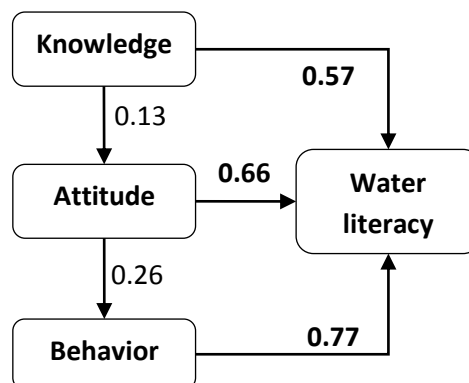 Knowledge
0.57
0.13
Attitude
0.66
Water
literacy
0.26
Behavior
0.77